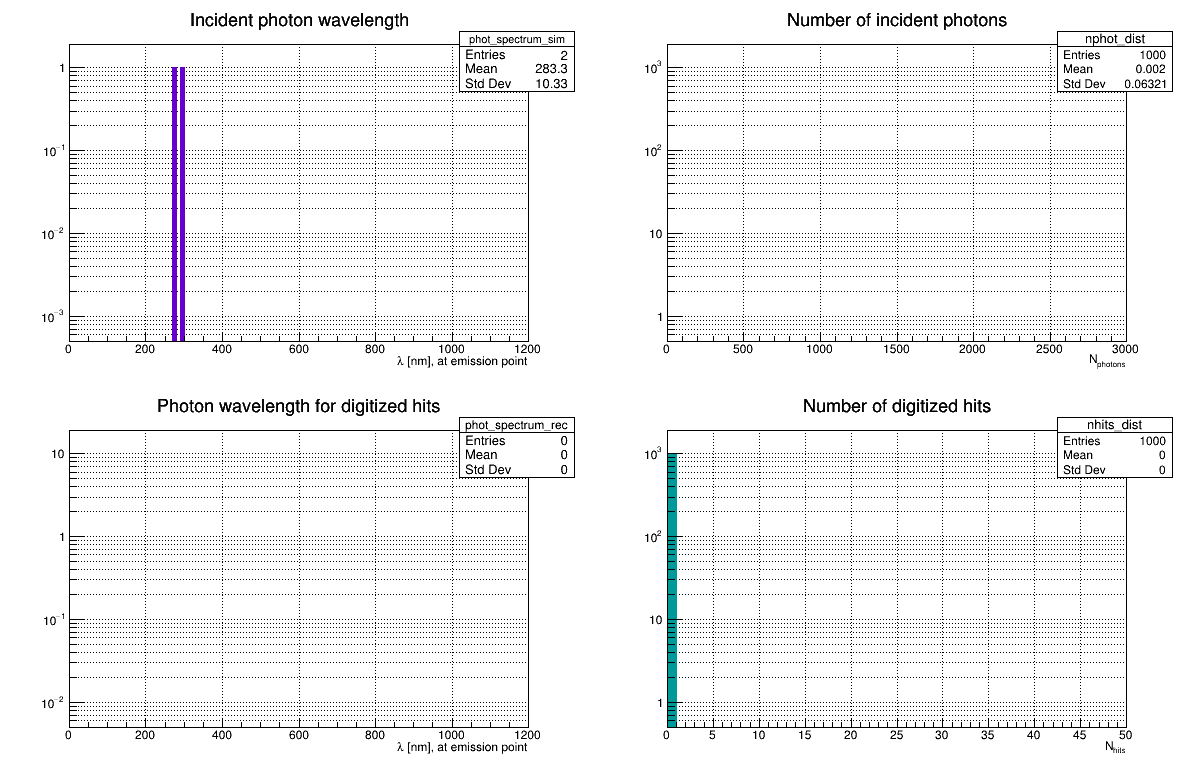 Incident photon wavelength
phot_spectrum_sim
Entries 2
Mean 283.3
Std Dev 10.33
1
10⁻¹
10⁻²
10⁻³
0 200 400 600 800 1000 1200
λ [nm], at emission point
Number of incident photons
nphot_dist
Entries 1000
Mean 0.002
Std Dev 0.06321
10³
10²
10
1
0 500 1000 1500 2000 2500 3000
N_photons
Photon wavelength for digitized hits
phot_spectrum_rec
Entries 0
Mean 0
Std Dev 0
10
1
10⁻¹
10⁻²
0 200 400 600 800 1000 1200
λ [nm], at emission point
Number of digitized hits
nhits_dist
Entries 1000
Mean 0
Std Dev 0
10³
10²
10
1
0 5 10 15 20 25 30 35 40 45 50
N_hits